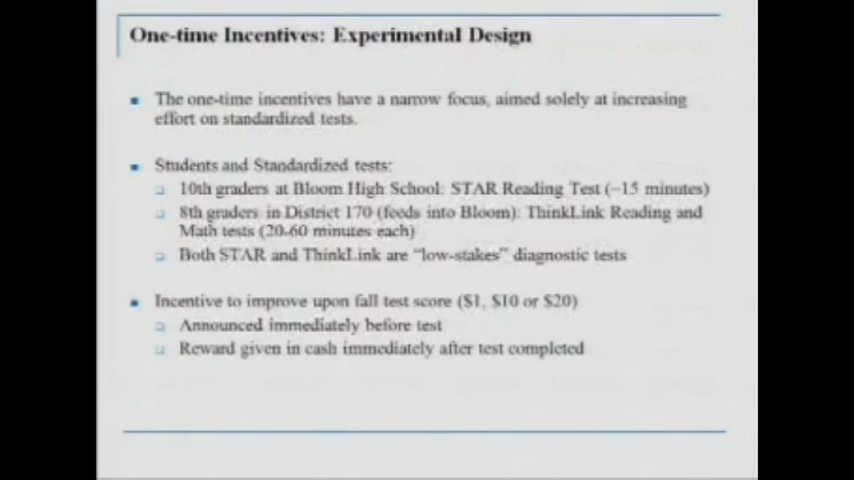 One-time Incentives: Experimental Design
The one-time incentives have a narrow focus, aimed solely at increasing
effort on standardized tests.
Students and Standardized tests:
10th graders at Bloom High School: STAR Reading Test (~15 minutes)
8th graders in District 170 (feeds into Bloom): ThinkLink Reading and
Math tests (20-60 minutes each)
Both STAR and ThinkLink are “low-stakes” diagnostic tests
Incentive to improve upon fall test score ($1, $10 or $20)
Announced immediately before test
Reward given in cash immediately after test completed